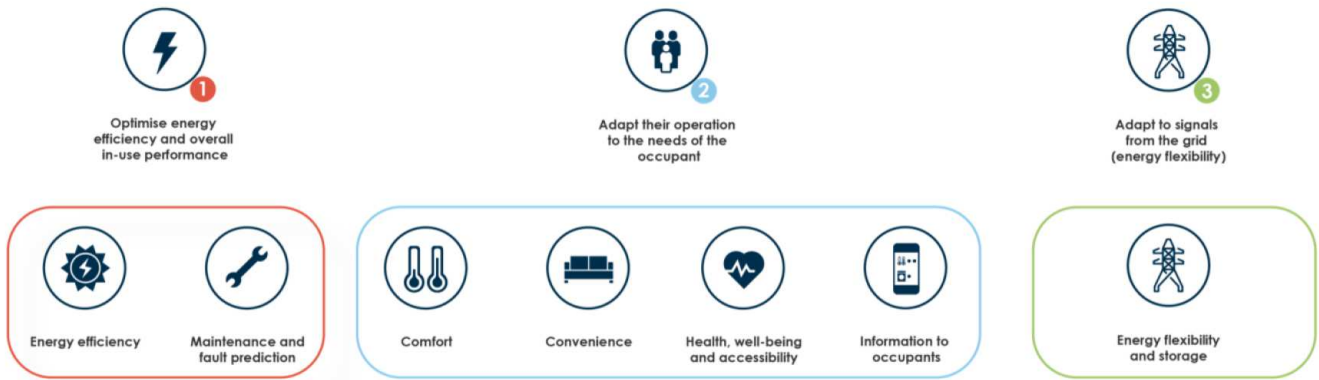 1
Optimise energy
efficiency and overall
in-use performance
2
Adapt their operation
to the needs of the
occupant
3
Adapt to signals
from the grid
(energy flexibility)
Energy efficiency
Maintenance and
fault prediction
Comfort
Convenience
Health, well-being
and accessibility
Information to
occupants
Energy flexibility
and storage